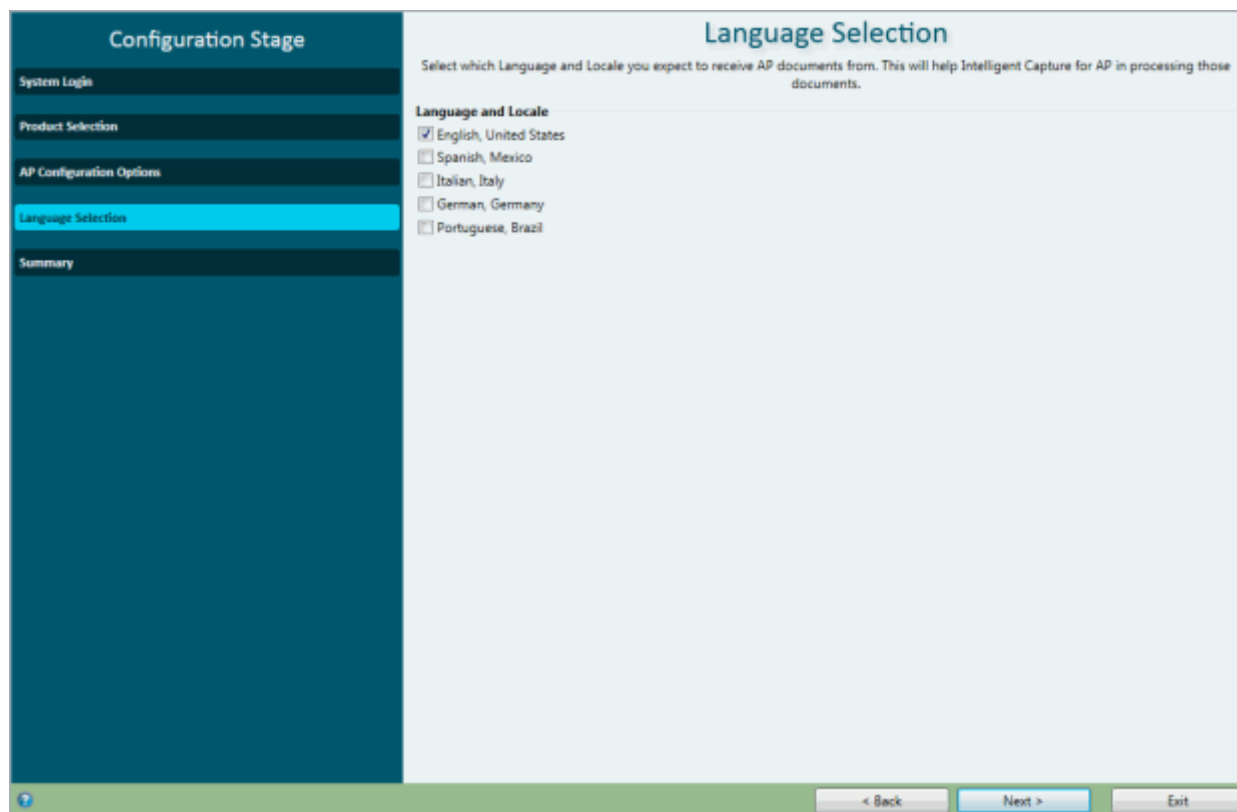 Configuration Stage
System Login
Product Selection
AP Configuration Options
Language Selection
Summary
Language Selection
Select which Language and Locale you expect to receive AP documents from. This will help Intelligent Capture for AP in processing those
documents.
Language and Locale
English, United States
Spanish, Mexico
Italian, Italy
German, Germany
Portuguese, Brazil
?
< Back
Next >
Exit